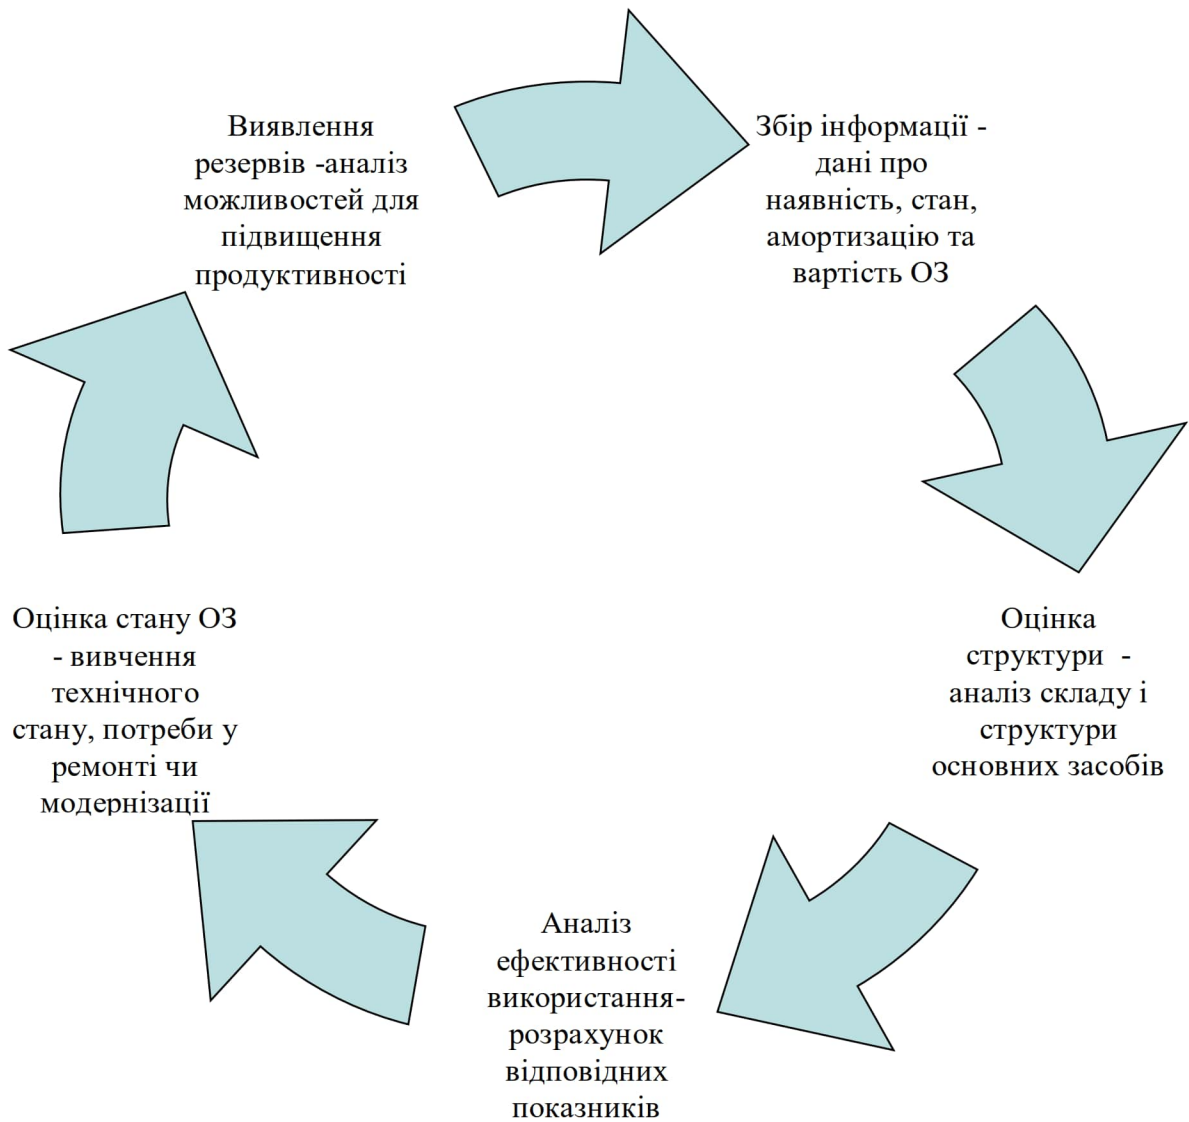 Виявлення
резервів -аналіз
можливостей для
підвищення
продуктивності
Збір інформації -
дані про
наявність, стан,
амортизацію та
вартість ОЗ
Оцінка
структури -
аналіз складу і
структури
основних засобів
Аналіз
ефективності
використання-
розрахунок
відповідних
показників
Оцінка стану ОЗ
- вивчення
технічного
стану, потреби у
ремонті чи
модернізації